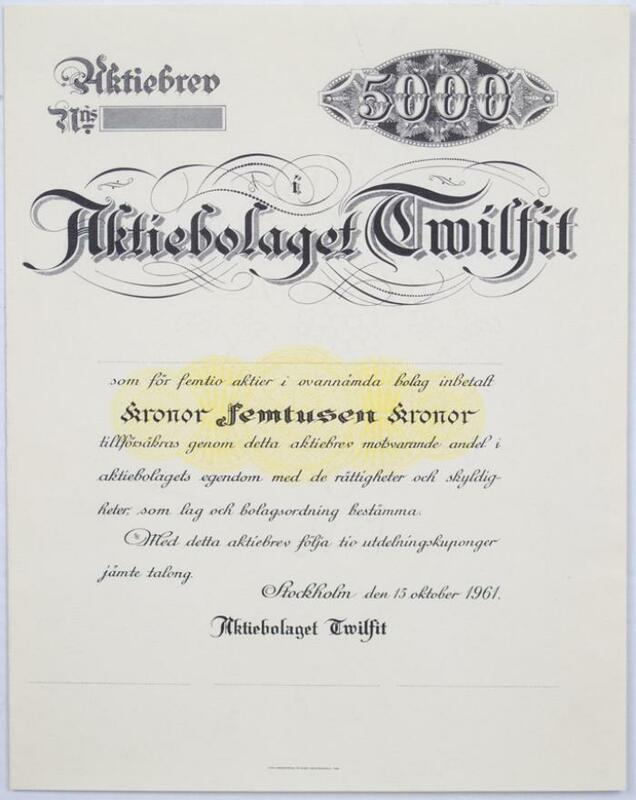 Aktiebrev
Nris
5000
i
Aktiebolaget Twilfit
som för femtio aktier i ovannämda bolag inbetalt
Kronor Femtusen Kronor
tillförsäkras genom detta aktiebrev motsvarande andel i
aktiebolagets egendom med de rättigheter och skyldig-
heter, som lag och bolagsordning bestämma.
Med detta aktiebrev följa tio utdelningskuponger
jämte talong.
Stockholm den 15 oktober 1961.
Aktiebolaget Twilfit